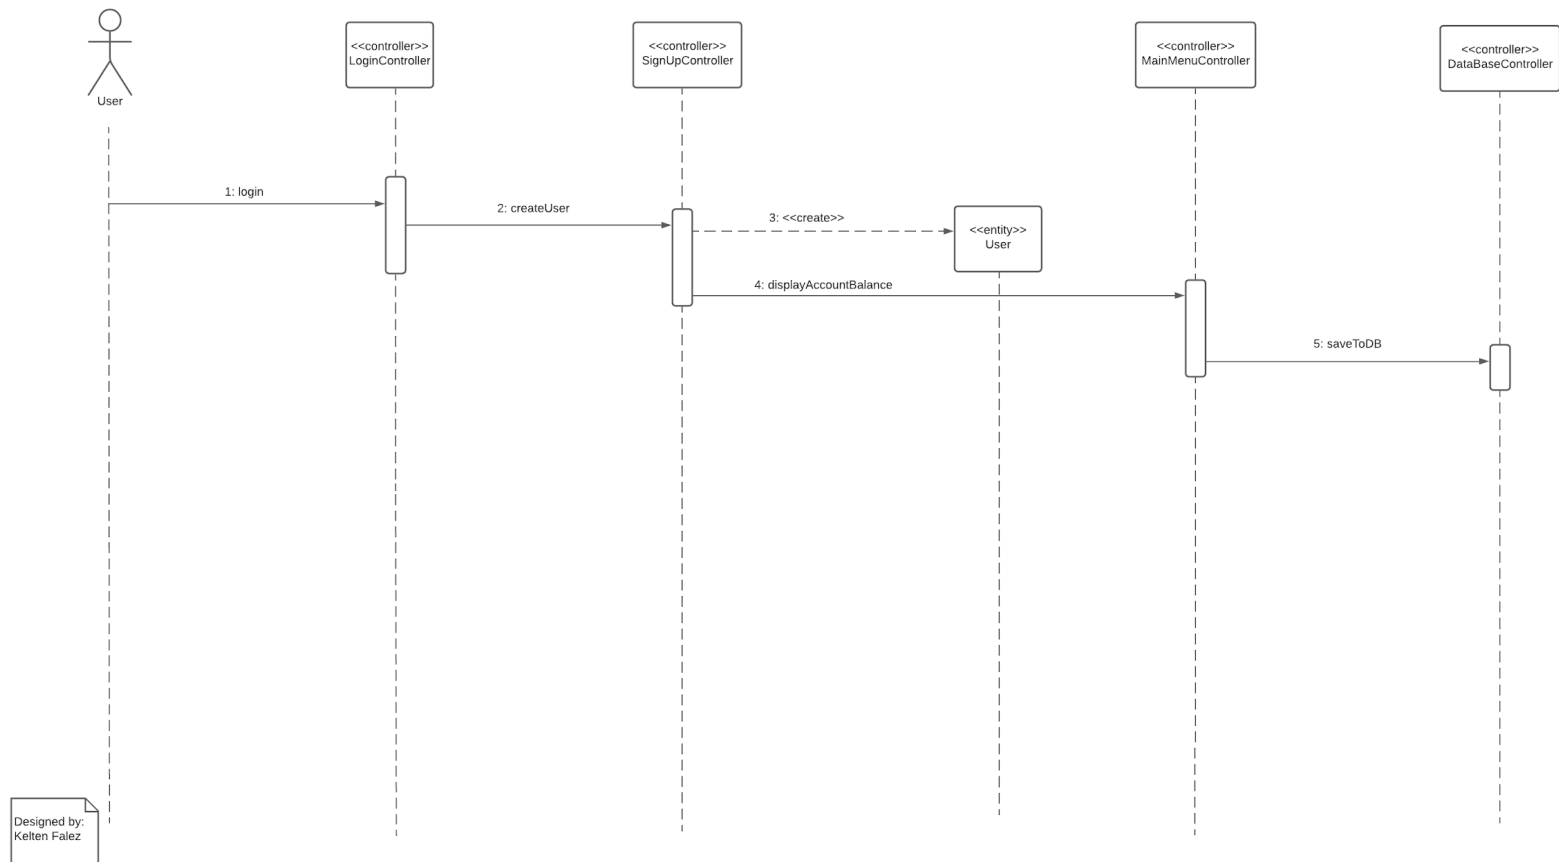 <<controller>>
LoginController
<<controller>>
SignUpController
<<controller>>
MainMenuController
<<controller>>
DataBaseController
User
1: login
2: createUser
3: <<create>>
<<entity>>
User
4: displayAccountBalance
5: saveToDB
Designed by:
Kelten Falez